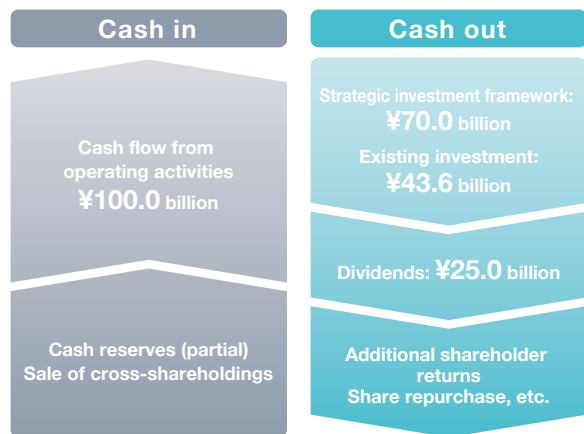 Cash in
Cash flow from
operating activities
¥100.0 billion
Cash reserves (partial)
Sale of cross-shareholdings
Cash out
Strategic investment framework:
¥70.0 billion
Existing investment:
¥43.6 billion
Dividends: ¥25.0 billion
Additional shareholder
returns
Share repurchase, etc.